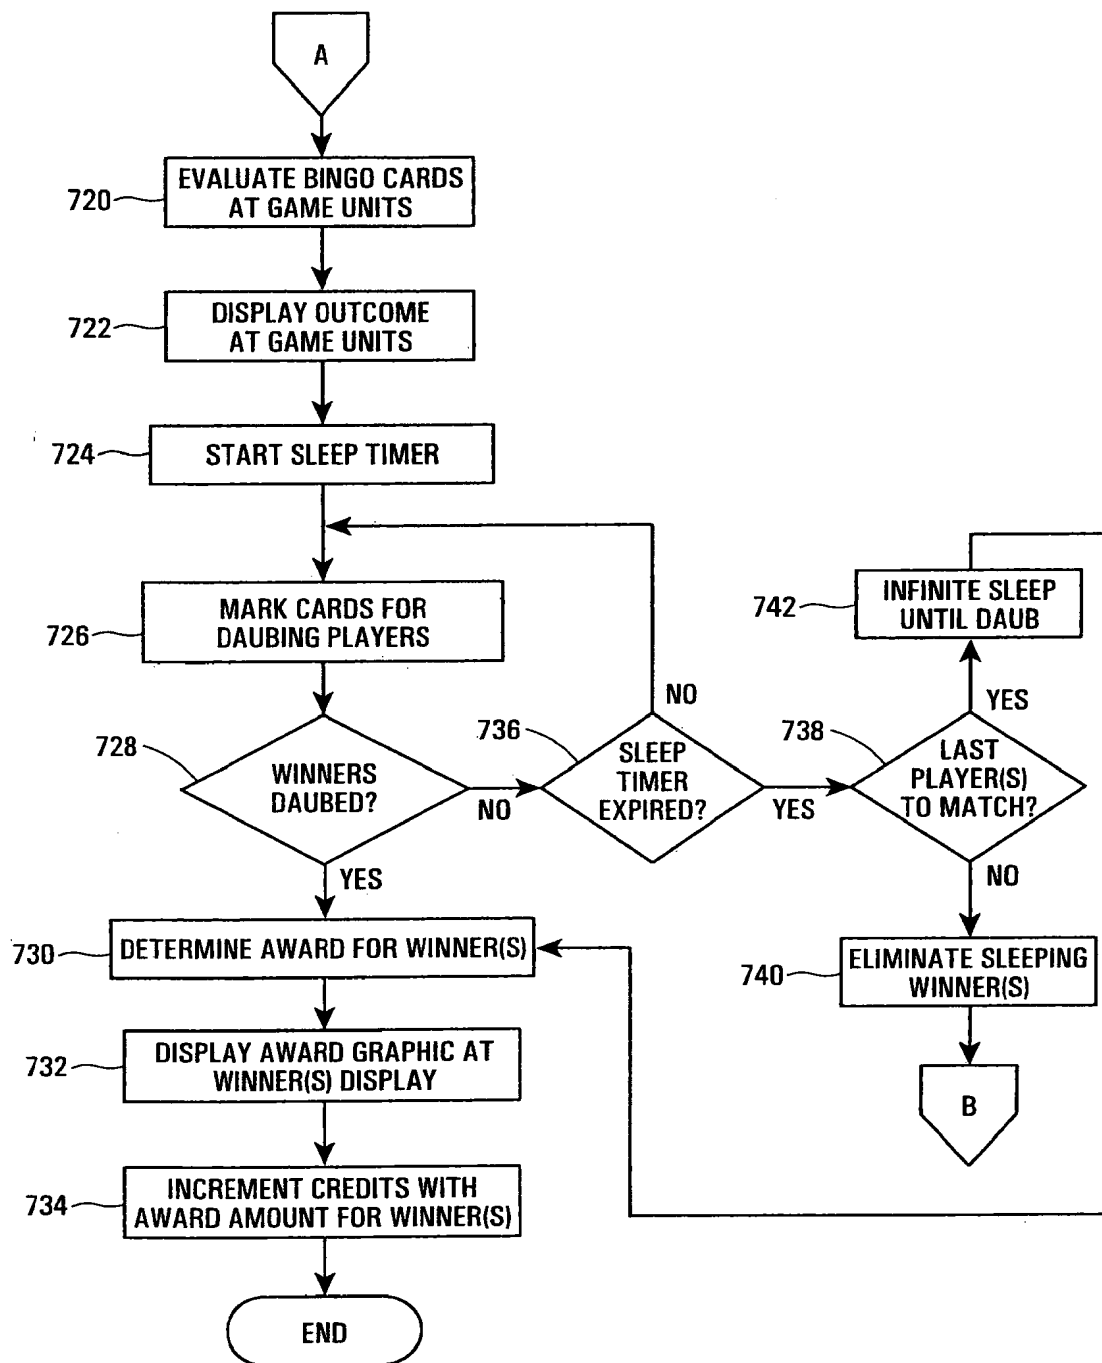 A
720
EVALUATE BINGO CARDS
AT GAME UNITS
722
DISPLAY OUTCOME
AT GAME UNITS
724
START SLEEP TIMER
726
MARK CARDS FOR
DAUBING PLAYERS
742
INFINITE SLEEP
UNTIL DAUB
NO
YES
728
WINNERS
DAUBED?
NO
736
SLEEP
TIMER
EXPIRED?
YES
738
LAST
PLAYER(S)
TO MATCH?
YES
NO
730
DETERMINE AWARD FOR WINNER(S)
740
ELIMINATE SLEEPING
WINNER(S)
732
DISPLAY AWARD GRAPHIC AT
WINNER(S) DISPLAY
B
734
INCREMENT CREDITS WITH
AWARD AMOUNT FOR WINNER(S)
END